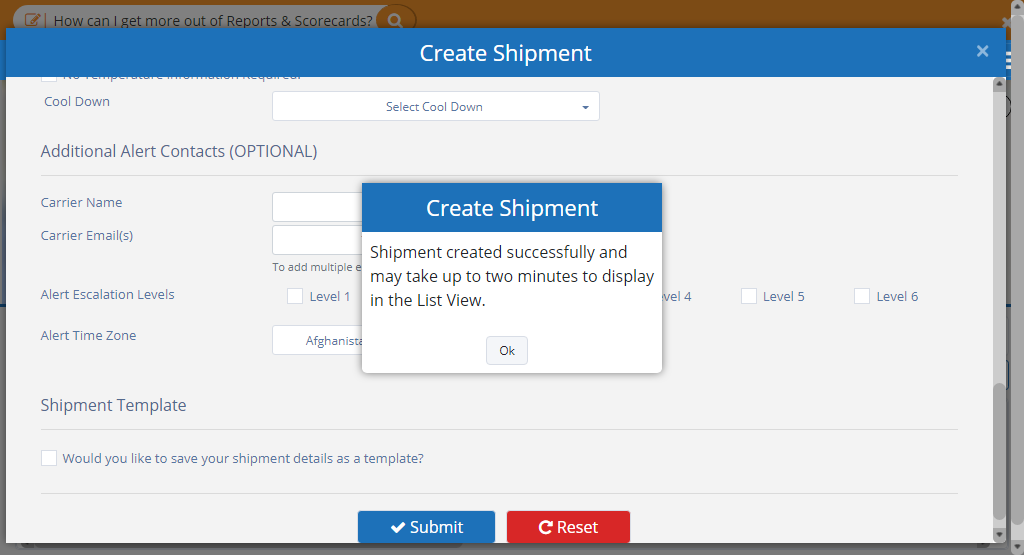 How can I get more out of Reports & Scorecards?
Create Shipment
×
No Temperature Information Required.
Cool Down
Select Cool Down
Additional Alert Contacts (OPTIONAL)
Carrier Name
Carrier Email(s)
To add multiple e
Alert Escalation Levels
Level 1
vel 4
Level 5
Level 6
Alert Time Zone
Afghanista
Create Shipment
Shipment created successfully and
may take up to two minutes to display
in the List View.
Ok
Shipment Template
Would you like to save your shipment details as a template?
Submit
Reset